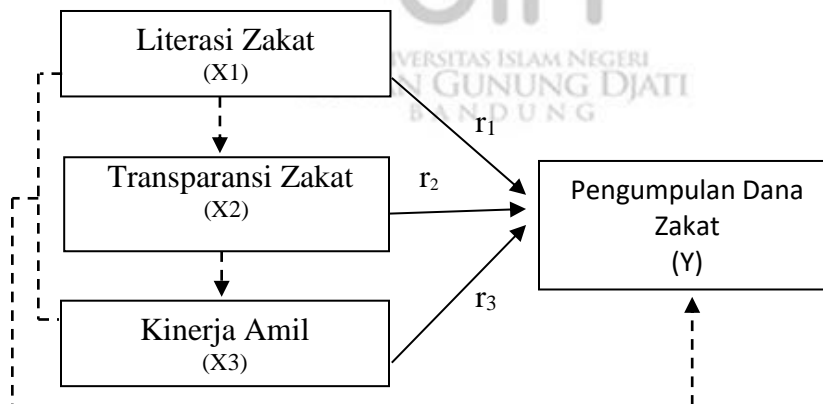 UNIVERSITAS ISLAM NEGERI
SUNAN GUNUNG DJATI
BANDUNG
Literasi Zakat
(X1)
r1
Transparansi Zakat
(X2)
r2
Pengumpulan Dana
Zakat
(Y)
r3
Kinerja Amil
(X3)